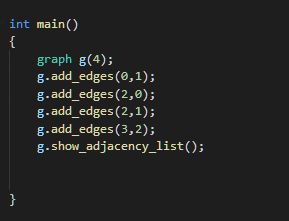 int main()
{
    graph g(4);
    g.add_edges(0,1);
    g.add_edges(2,0);
    g.add_edges(2,1);
    g.add_edges(3,2);
    g.show_adjacency_list();
}